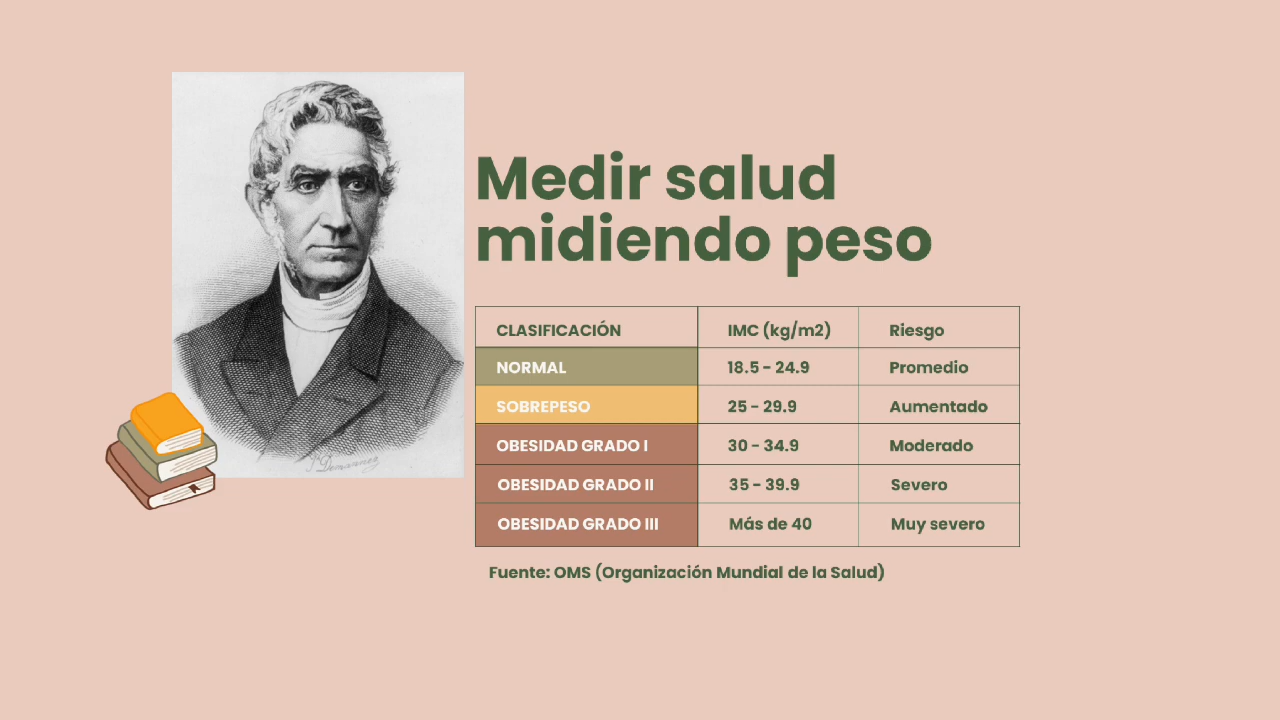 Medir salud
midiendo peso
CLASIFICACIÓN IMC (kg/m2) Riesgo
NORMAL 18.5 - 24.9 Promedio
SOBREPESO 25 - 29.9 Aumentado
OBESIDAD GRADO I 30 - 34.9 Moderado
OBESIDAD GRADO II 35 - 39.9 Severo
OBESIDAD GRADO III Más de 40 Muy severo
Fuente: OMS (Organización Mundial de la Salud)